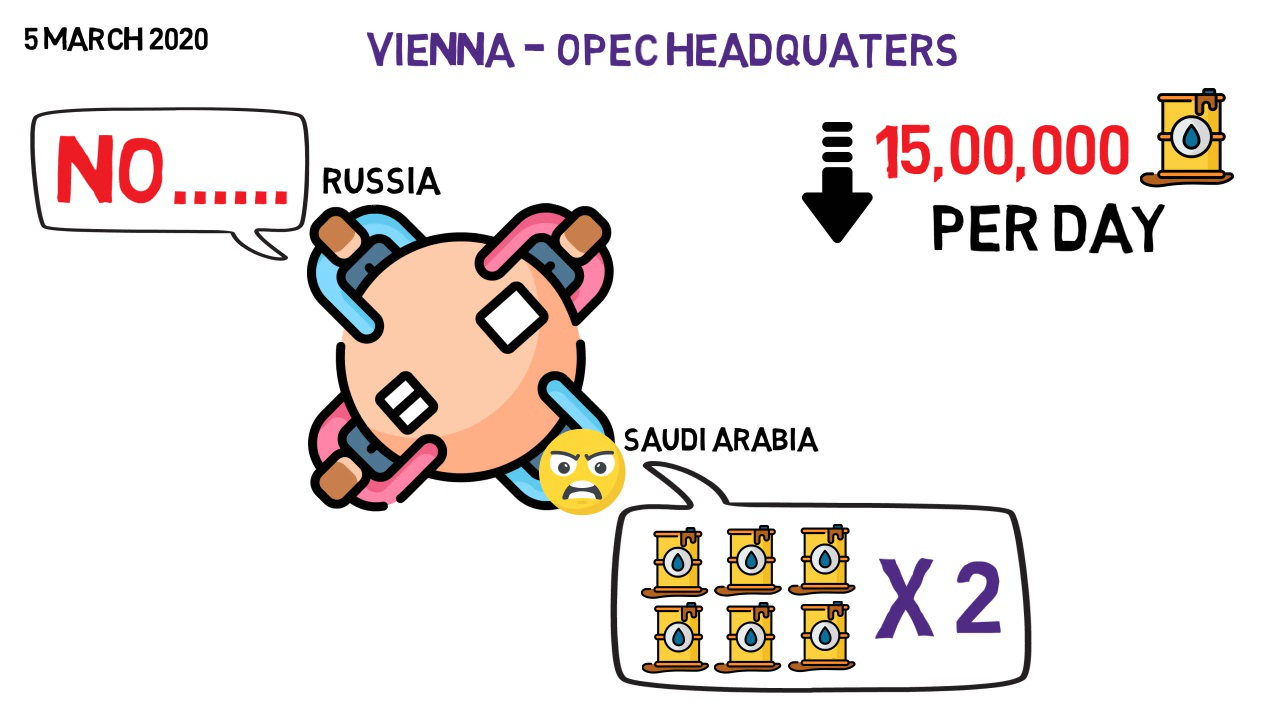 5 MARCH 2020
VIENNA - OPEC HEADQUATERS
NO......
RUSSIA
15,00,000
PER DAY
SAUDI ARABIA
X 2